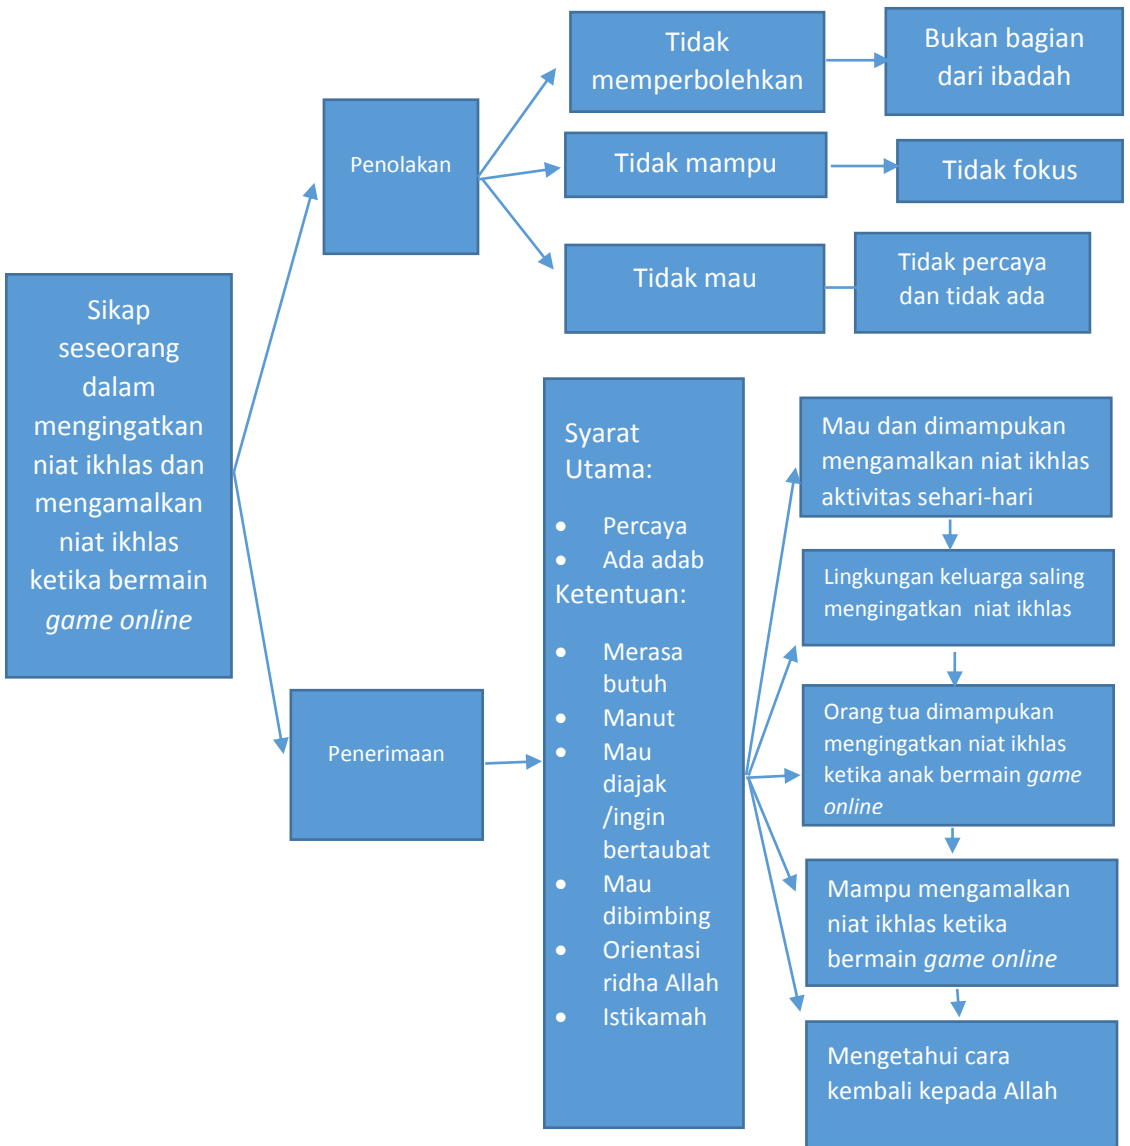 Sikap
seseorang
dalam
mengingatkan
niat ikhlas dan
mengamalkan
niat ikhlas
ketika bermain
game online
Penolakan
Tidak
memperbolehkan
Bukan bagian
dari ibadah
Tidak mampu
Tidak fokus
Tidak mau
Tidak percaya
dan tidak ada
Penerimaan
Syarat
Utama:
• Percaya
• Ada adab
Ketentuan:
• Merasa
butuh
• Manut
• Mau
diajak
/ingin
bertaubat
• Mau
dibimbing
• Orientasi
ridha Allah
• Istikamah
Mau dan dimampukan
mengamalkan niat ikhlas
aktivitas sehari-hari
Lingkungan keluarga saling
mengingatkan niat ikhlas
Orang tua dimampukan
mengingatkan niat ikhlas
ketika anak bermain game
online
Mampu mengamalkan
niat ikhlas ketika
bermain game online
Mengetahui cara
kembali kepada Allah